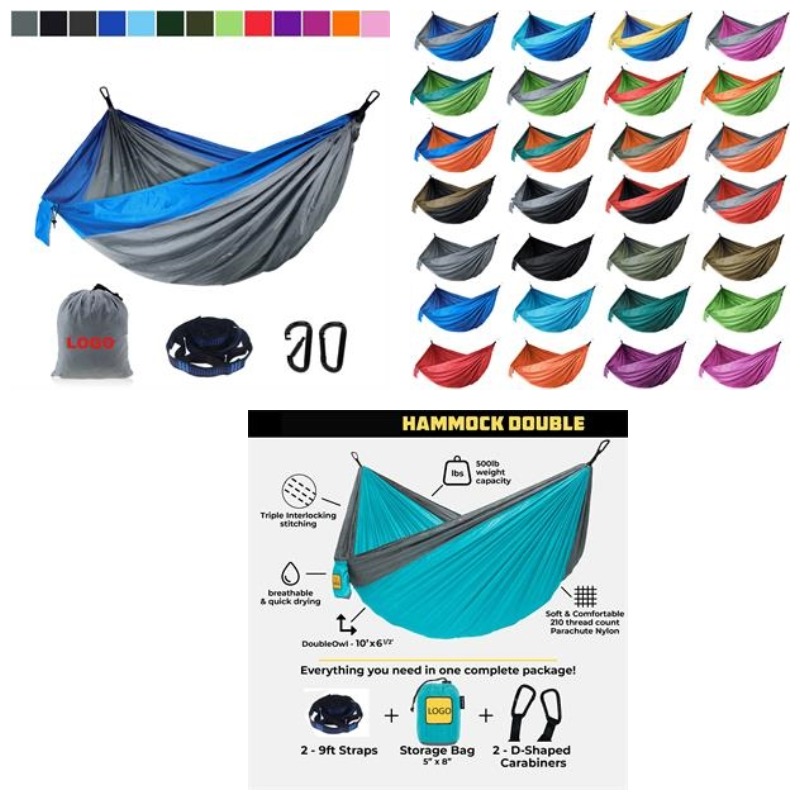 LOGO
HAMMOCK DOUBLE
lbs
500lb
weight
capacity
Triple Interlocking
stitching
breathable
& quick drying
DoubleOwl - 10'x6 1/2'
Soft & Comfortable
210 thread count
Parachute Nylon
Everything you need in one complete package!
LOGO
2 - 9ft Straps
+
Storage Bag
5" x 8"
+
2 - D-Shaped
Carabiners